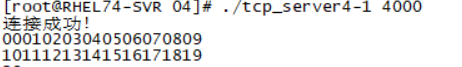 [root@RHEL74-SVR 04]# ./tcp_server4-1 4000
连接成功！
00010203040506070809
10111213141516171819